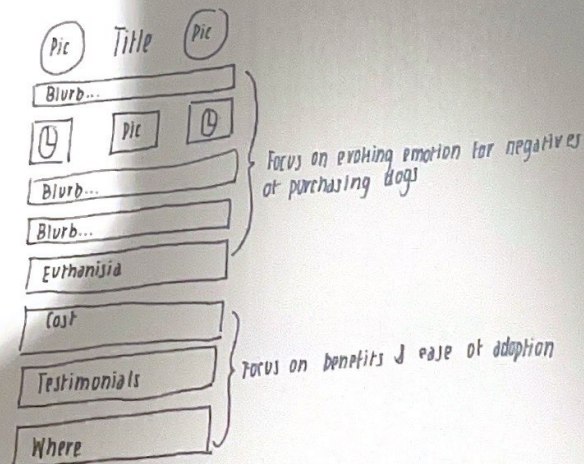 Pic Title Pic
Blurb...
Pic
Blurb...
Blurb...
Focus on evoking emotion for negatives
of purchasing dogs
Euthanisia
Cost
Testimonials
Where
Focus on benefits & ease of adoption